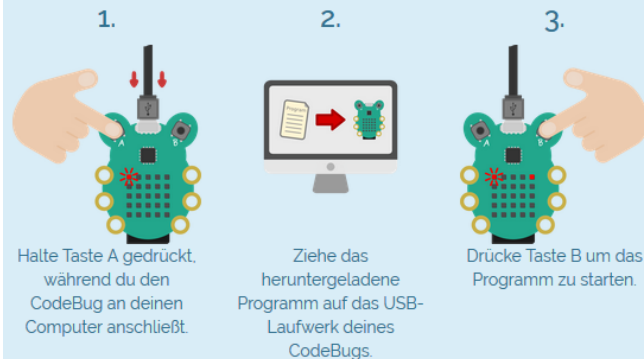 1.
A
B
Halte Taste A gedrückt,
während du den
CodeBug an deinen
Computer anschließt.
2.
Program
Ziehe das
heruntergeladene
Programm auf das USB-
Laufwerk deines
CodeBugs.
3.
A
B
Drücke Taste B um das
Programm zu starten.